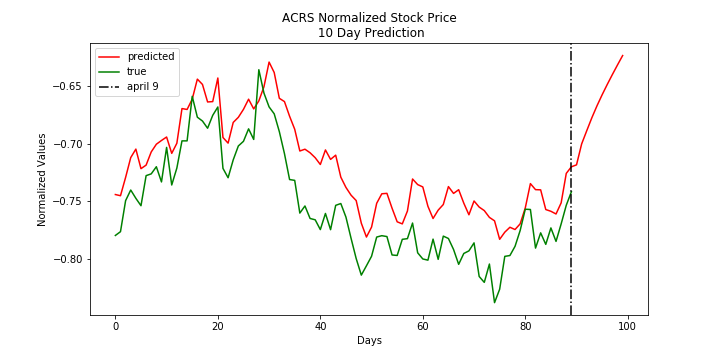 ACRS Normalized Stock Price
10 Day Prediction
predicted
true
april 9
−0.65
−0.70
−0.75
−0.80
Normalized Values
0 20 40 60 80 100
Days